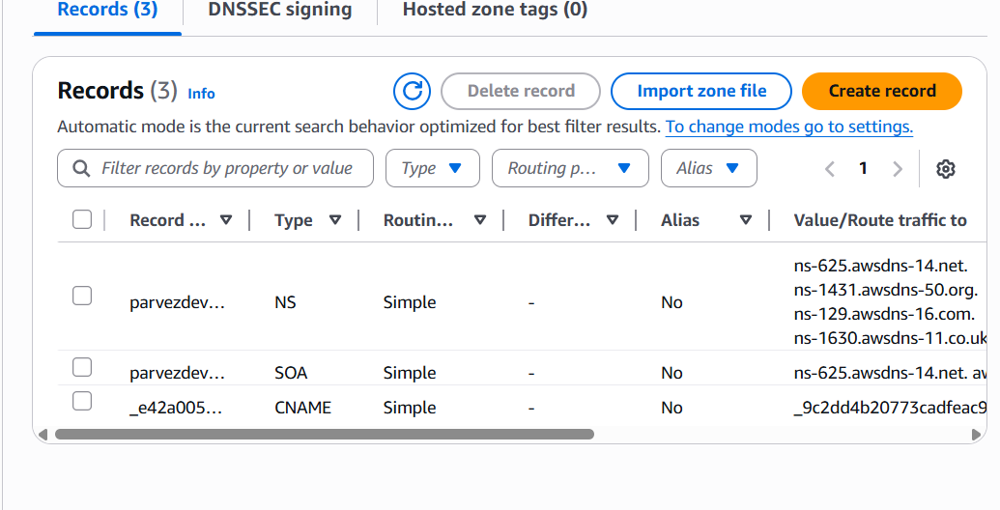 Records (3) DNSSEC signing Hosted zone tags (0)
Records (3) Info Delete record Import zone file Create record
Automatic mode is the current search behavior optimized for best filter results. To change modes go to settings.
Filter records by property or value Type Routing p... Alias 1
Record ... Type Routin... Differ... Alias Value/Route traffic to
ns-625.awsdns-14.net.
ns-1431.awsdns-50.org.
parvezdev... NS Simple - No
ns-129.awsdns-16.com.
ns-1630.awsdns-11.co.uk
parvezdev... SOA Simple - No ns-625.awsdns-14.net.
_e42a005... CNAME Simple - No _9c2dd4b20773cadfeac9